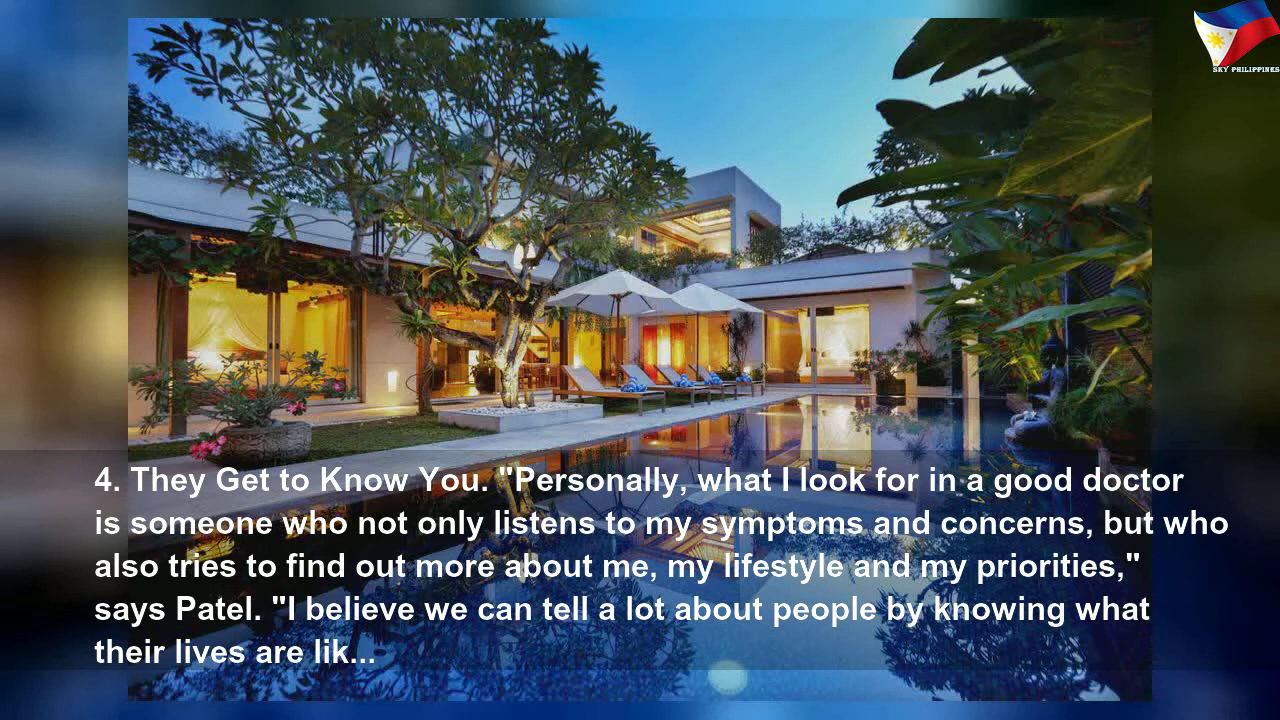 SKY PHILIPPINES
4. They Get to Know You. "Personally, what I look for in a good doctor
is someone who not only listens to my symptoms and concerns, but who
also tries to find out more about me, my lifestyle and my priorities,"
says Patel. "I believe we can tell a lot about people by knowing what
their lives are lik...